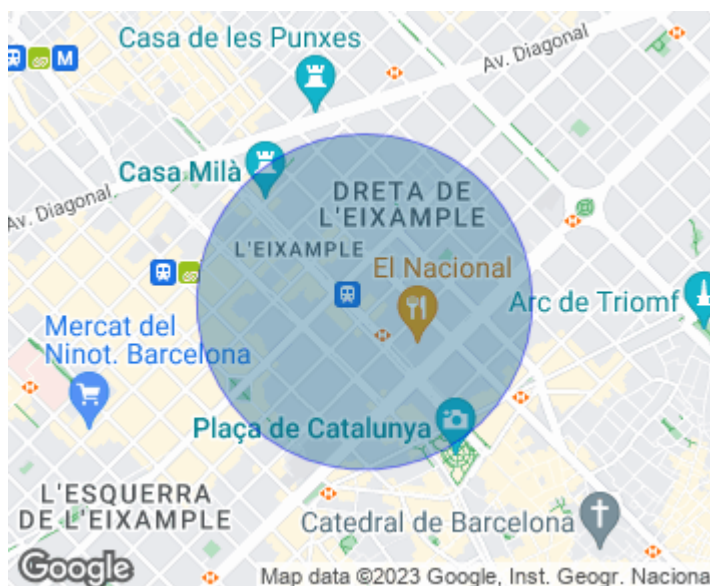 Casa de les Punxes
Av. Diagonal
M
Casa Milà
DRETA DE
L'EIXAMPLE
Av. Diagonal
L'EIXAMPLE
El Nacional
Arc de Triomf
Mercat del
Ninot. Barcelona
Plaça de Catalunya
L'ESQUERRA
DE L'EIXAMPLE
Catedral de Barcelona
Google
Map data ©2023 Google, Inst. Geogr. Naciona